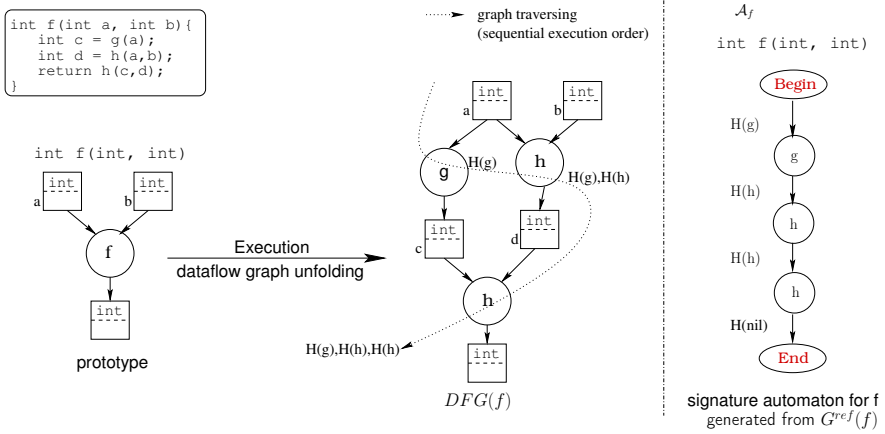 int f(int a, int b){
int c = g(a);
int d = h(a,b);
return h(c,d);
}
int f(int, int)
int
a
int
b
f
int
prototype
Execution
dataflow graph unfolding
graph traversing
(sequential execution order)
int
a
int
b
g
H(g)
h
H(g),H(h)
int
c
int
d
h
H(g),H(h),H(h)
int
DFG(f)
𝒜_f
int f(int, int)
Begin
H(g)
g
H(h)
h
H(h)
h
H(nil)
End
signature automaton for f
generated from G^{ref}(f)